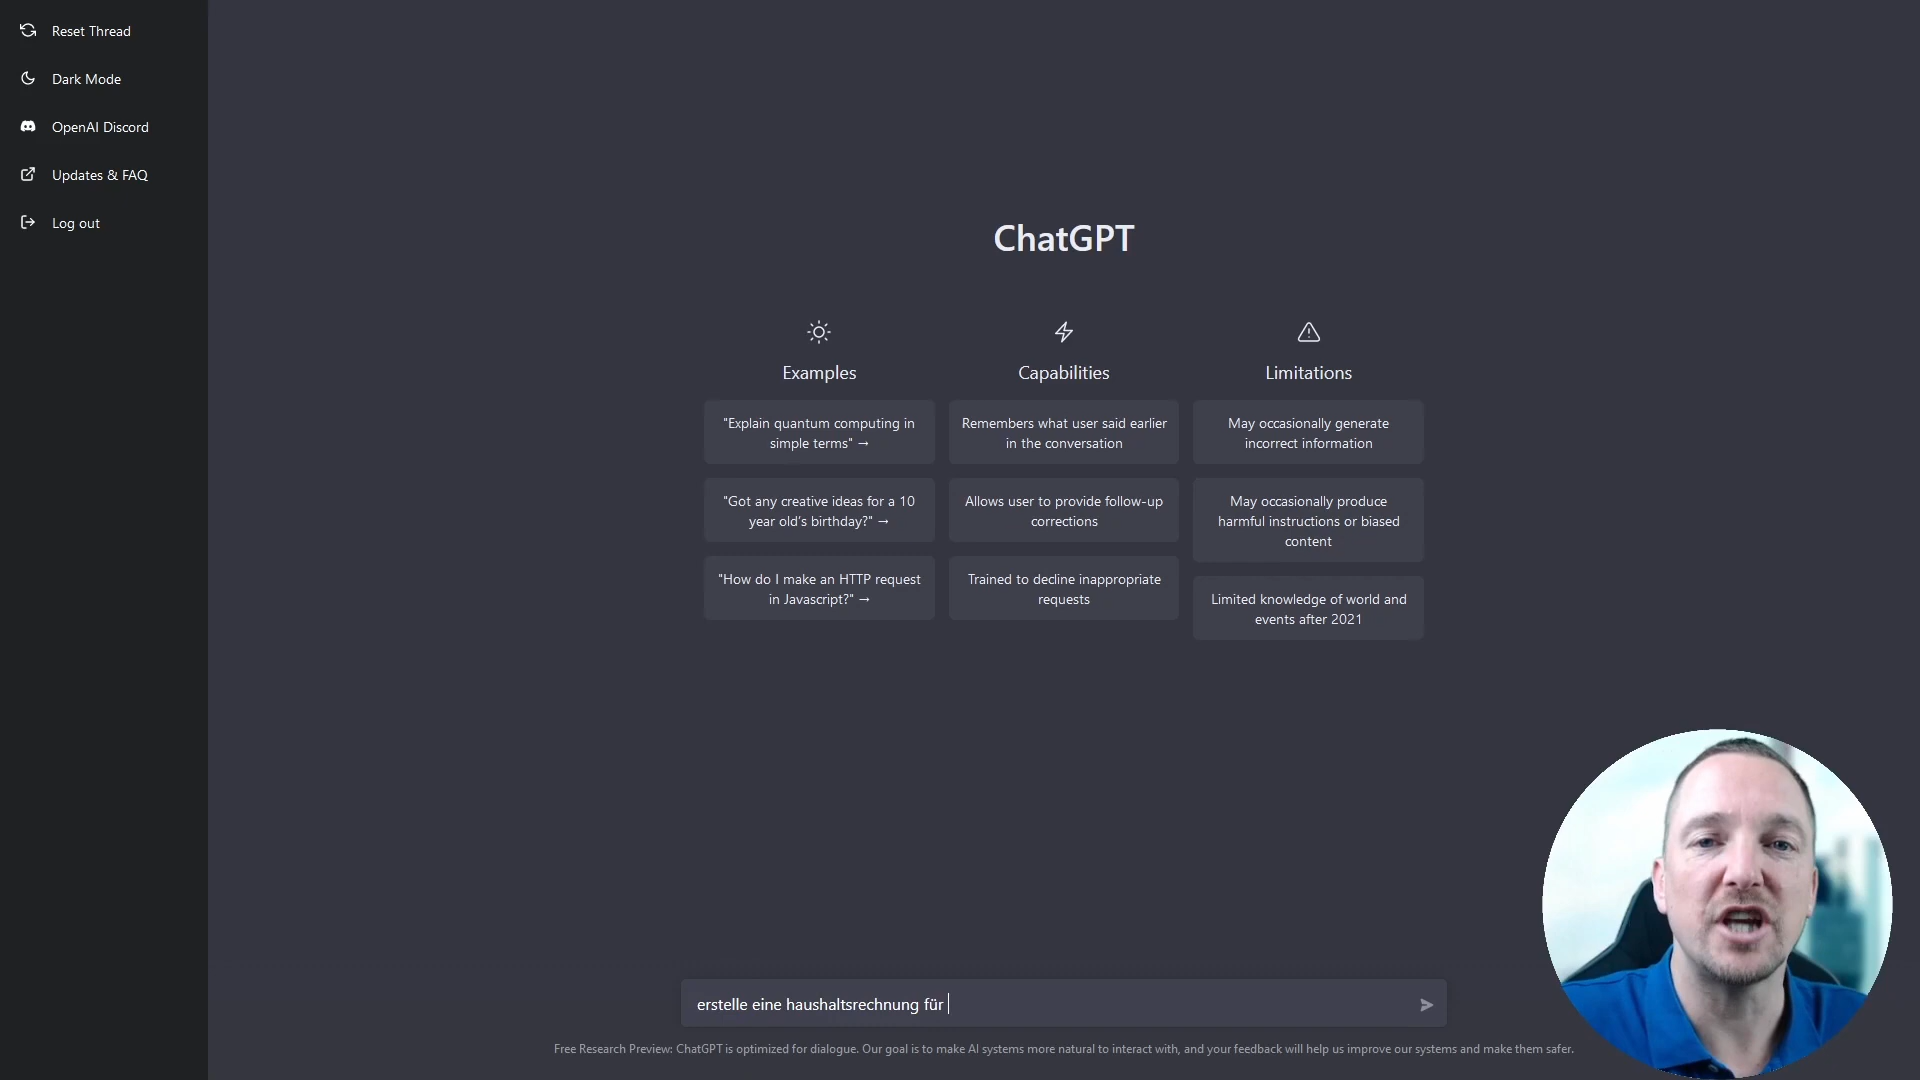 Reset Thread
Dark Mode
OpenAI Discord
Updates & FAQ
Log out
ChatGPT
Examples
"Explain quantum computing in
simple terms" →
"Got any creative ideas for a 10
year old's birthday?" →
"How do I make an HTTP request
in Javascript?" →
Capabilities
Remembers what user said earlier
in the conversation
Allows user to provide follow-up
corrections
Trained to decline inappropriate
requests
Limitations
May occasionally generate
incorrect information
May occasionally produce
harmful instructions or biased
content
Limited knowledge of world and
events after 2021
erstelle eine haushaltsrechnung für
Free Research Preview: ChatGPT is optimized for dialogue. Our goal is to make AI systems more natural to interact with, and your feedback will help us improve our systems and make them safer.